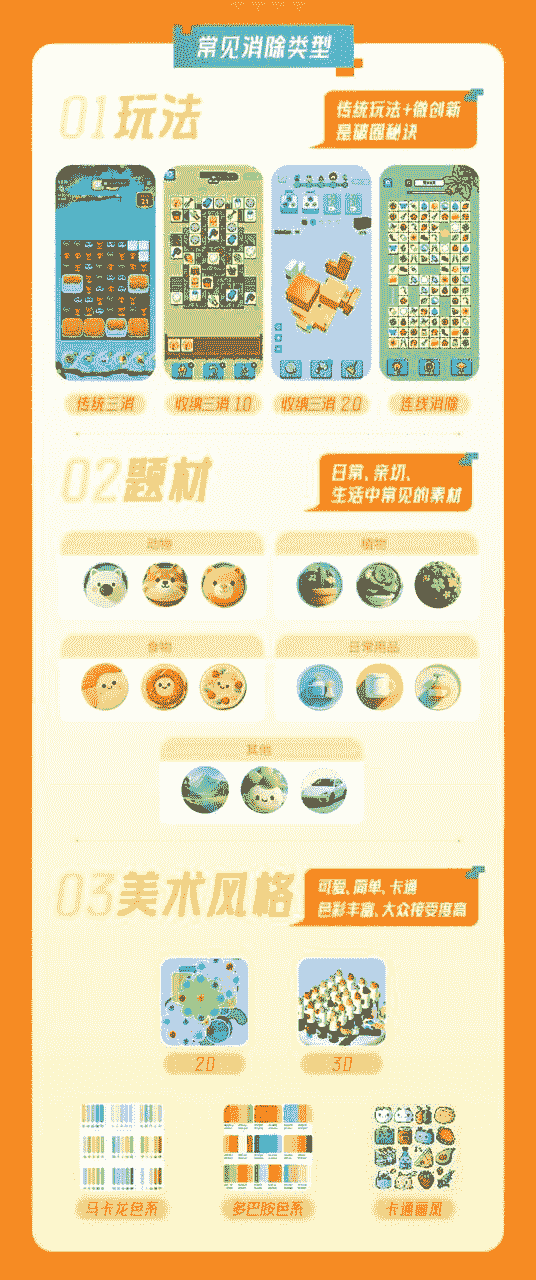 常见消除类型
01玩法
传统玩法+微创新
是破圈秘诀
传统三消
收纳三消 1.0
收纳三消 2.0
连线消除
02题材
日常、亲切、
生活中常见的素材
动物
植物
食物
日常用品
其他
03美术风格
可爱、简单、卡通
色彩丰富、大众接受度高
2D
3D
马卡龙色系
多巴胺色系
卡通画风